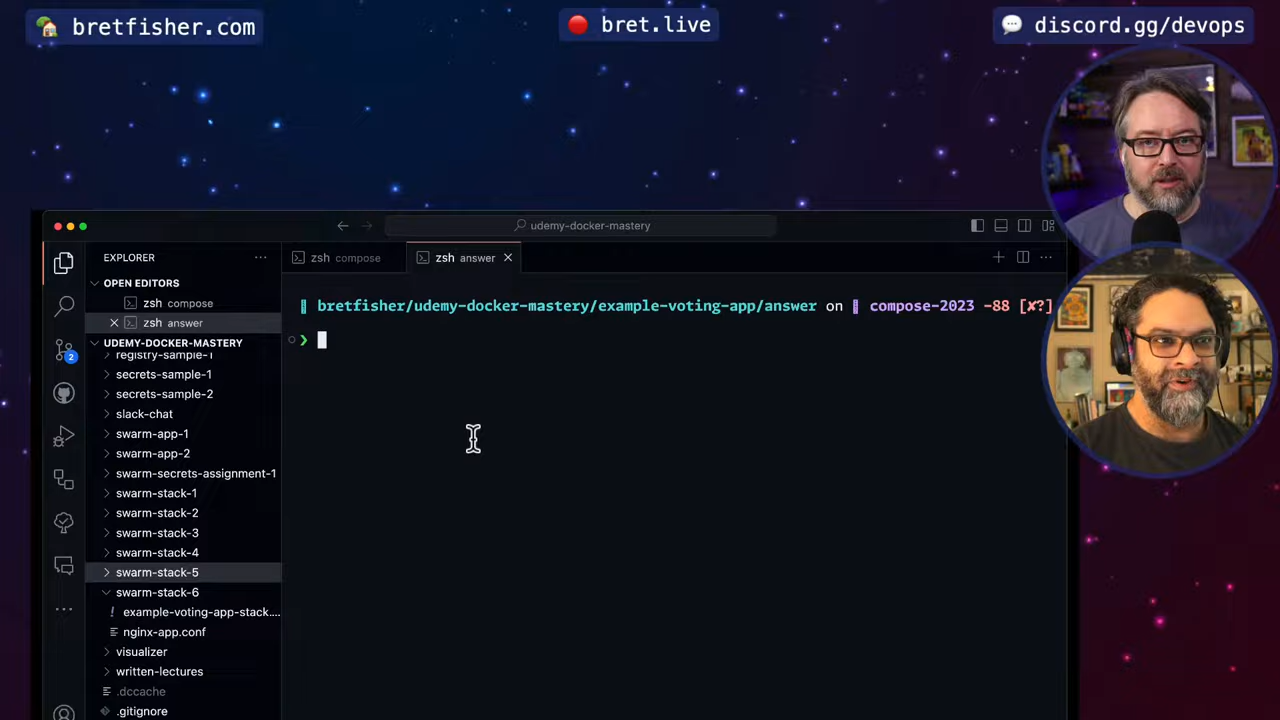 bretfisher.com
bret.live
discord.gg/devops
udemy-docker-mastery
EXPLORER
zsh compose
zsh answer
OPEN EDITORS
zsh compose
zsh answer
UDEMY-DOCKER-MASTERY
registry-sample-1
secrets-sample-1
secrets-sample-2
slack-chat
swarm-app-1
swarm-app-2
swarm-secrets-assignment-1
swarm-stack-1
swarm-stack-2
swarm-stack-3
swarm-stack-4
swarm-stack-5
swarm-stack-6
! example-voting-app-stack....
nginx-app.conf
visualizer
written-lectures
.dccache
.gitignore
bretfisher/udemy-docker-mastery/example-voting-app/answer on compose-2023 -88 [✘?]
❯
2